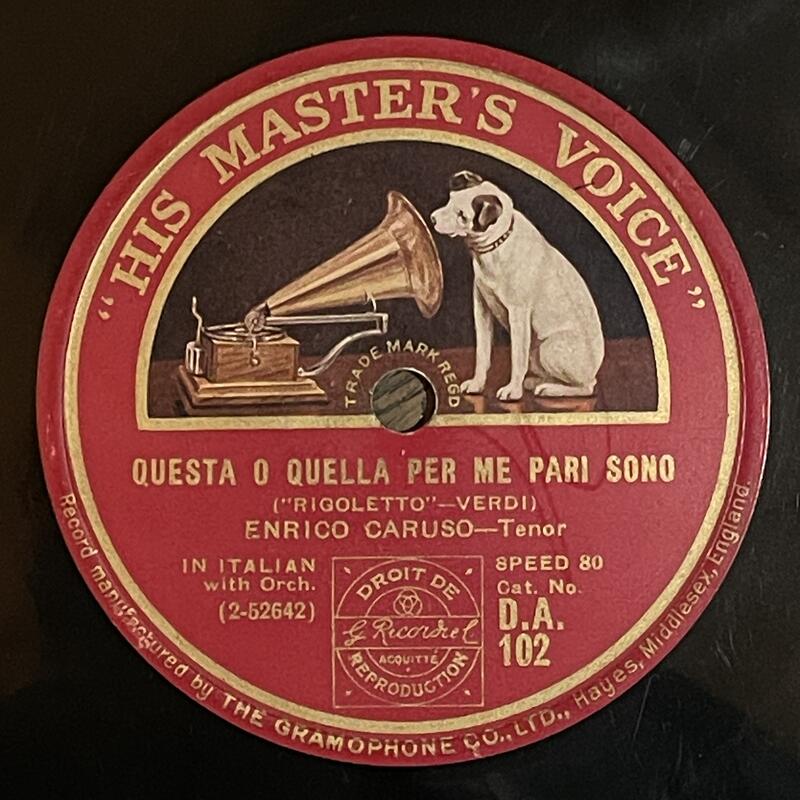 “HIS MASTER'S VOICE”
TRADE MARK REGD
QUESTA O QUELLA PER ME PARI SONO
("RIGOLETTO"—VERDI)
ENRICO CARUSO—Tenor
IN ITALIAN
with Orch.
(2-52642)
DROIT DE
ACQUITTÉ
REPRODUCTION
SPEED 80
Cat. No.
D.A.
102
Record manufactured by THE GRAMOPHONE CO., LTD., Hayes, Middlesex, England.